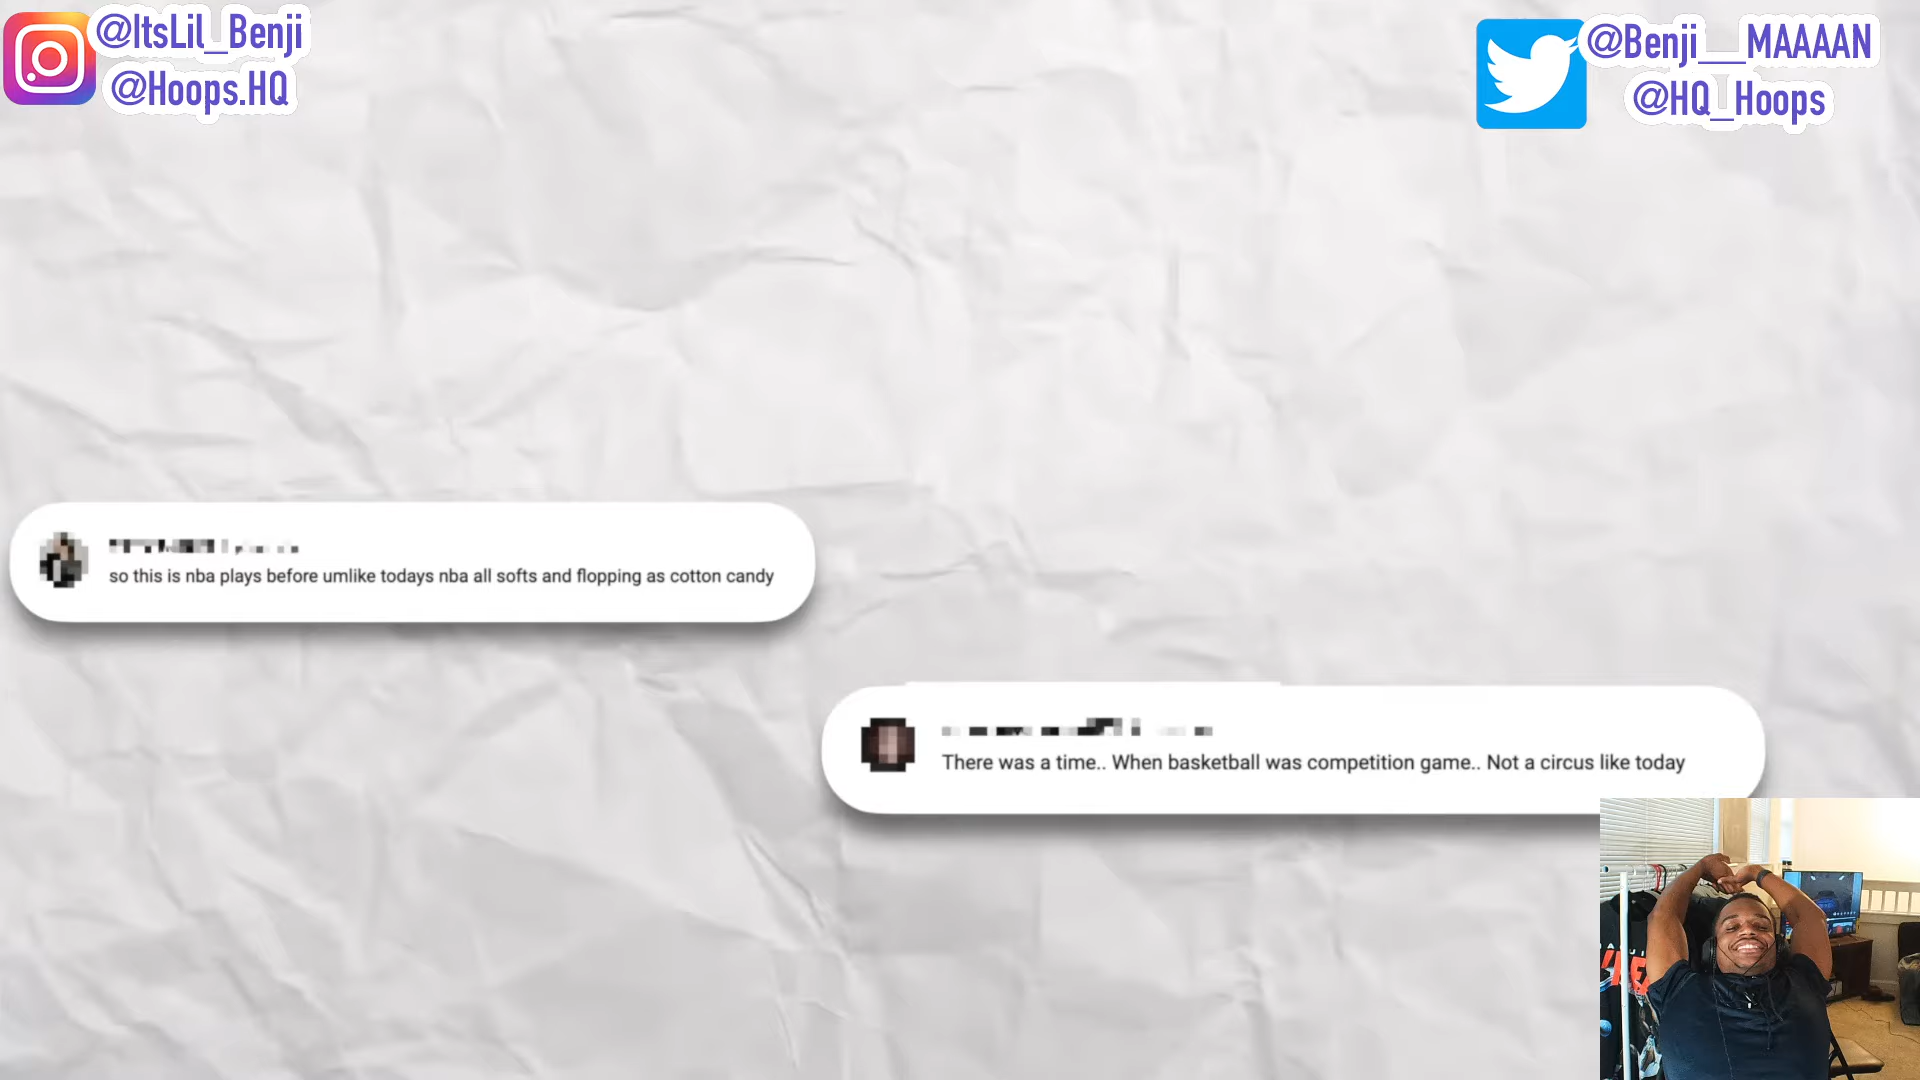 @ItsLil_Benji
@Hoops.HQ
@Benji__MAAAAN
@HQ_Hoops
so this is nba plays before umlike todays nba all softs and flopping as cotton candy
There was a time.. When basketball was competition game.. Not a circus like today